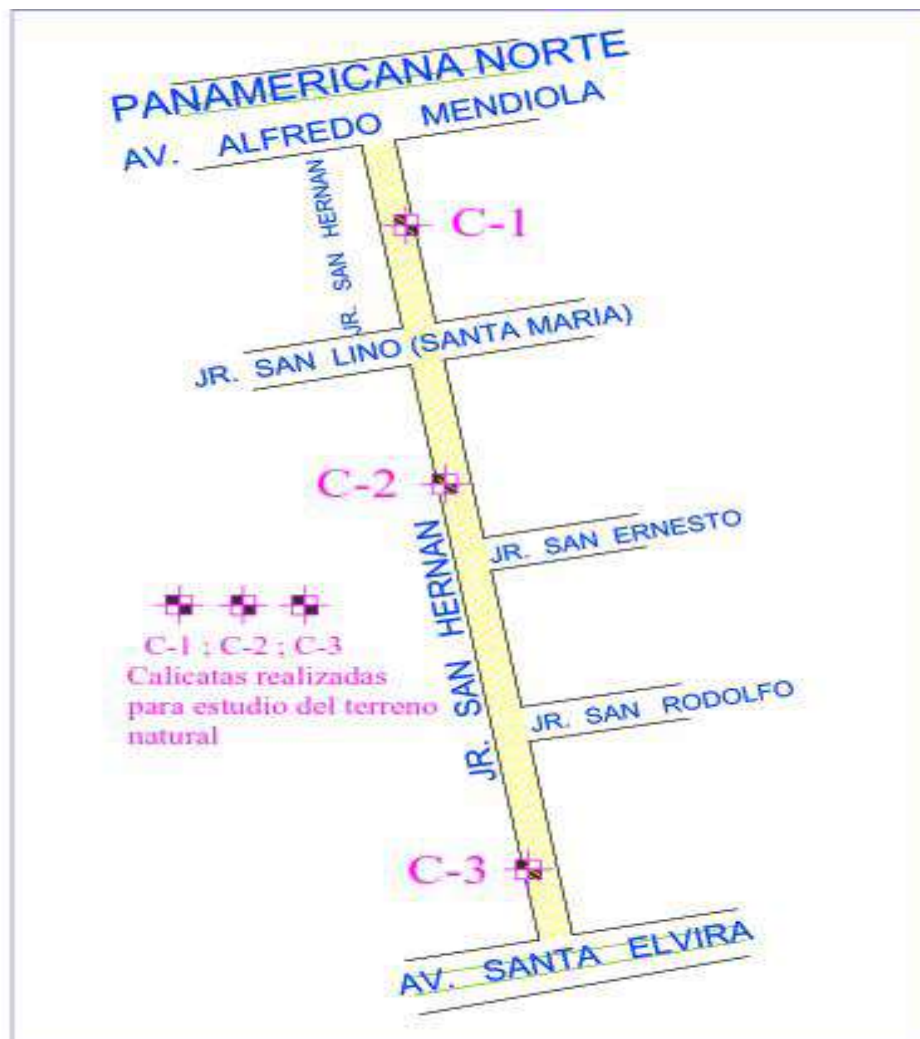 PANAMERICANA NORTE
AV. ALFREDO MENDIOLA
JR. SAN HERNAN
C-1
JR. SAN LINO (SANTA MARIA)
C-2
JR. SAN ERNESTO
JR. SAN HERNAN
C-1 ; C-2 ; C-3
Calicatas realizadas
para estudio del terreno
natural
JR. SAN RODOLFO
C-3
AV. SANTA ELVIRA